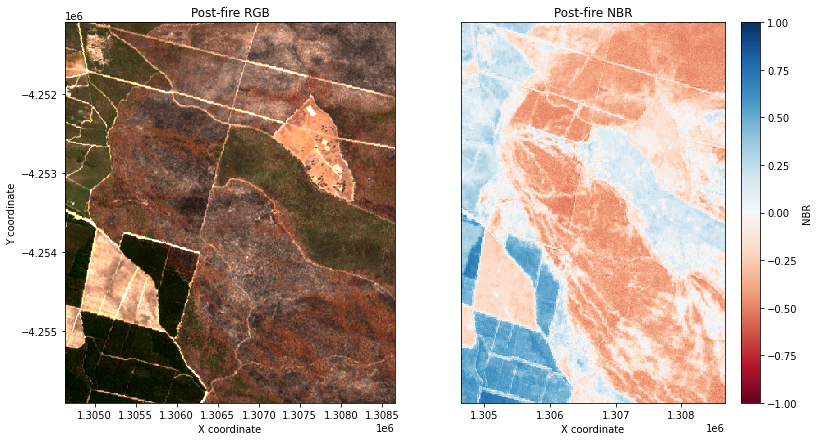 Post-fire RGB
1e6
−4.252
−4.253
−4.254
−4.255
Y coordinate
1.3050 1.3055 1.3060 1.3065 1.3070 1.3075 1.3080 1.3085
X coordinate
1e6
Post-fire NBR
1.305 1.306 1.307 1.308
X coordinate
1e6
1.00
0.75
0.50
0.25
0.00
−0.25
−0.50
−0.75
−1.00
NBR